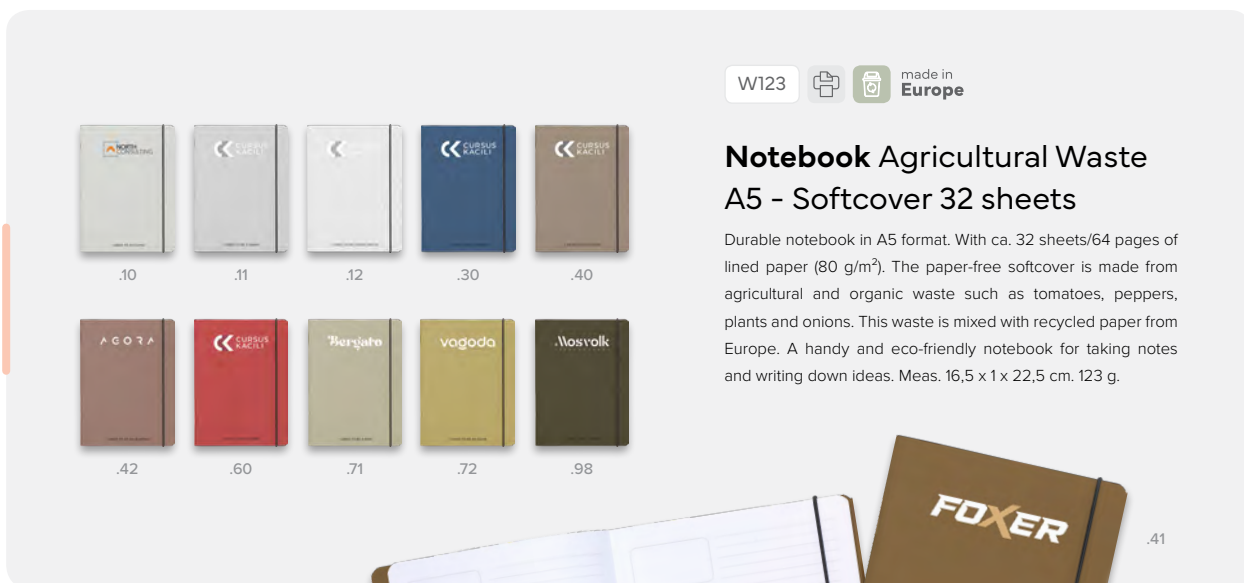 W123
made in
Europe
Notebook Agricultural Waste
A5 - Softcover 32 sheets
Durable notebook in A5 format. With ca. 32 sheets/64 pages of
lined paper (80 g/m²). The paper-free softcover is made from
agricultural and organic waste such as tomatoes, peppers,
plants and onions. This waste is mixed with recycled paper from
Europe. A handy and eco-friendly notebook for taking notes
and writing down ideas. Meas. 16,5 x 1 x 22,5 cm. 123 g.
NORTH
CONSULTING
CURSUS
KACILI
CURSUS
KACILI
CURSUS
KACILI
.10
.11
.12
.30
.40
AGORA
CURSUS
KACILI
Bergato
vagoda
Mosvolk
.42
.60
.71
.72
.98
FOXER
.41